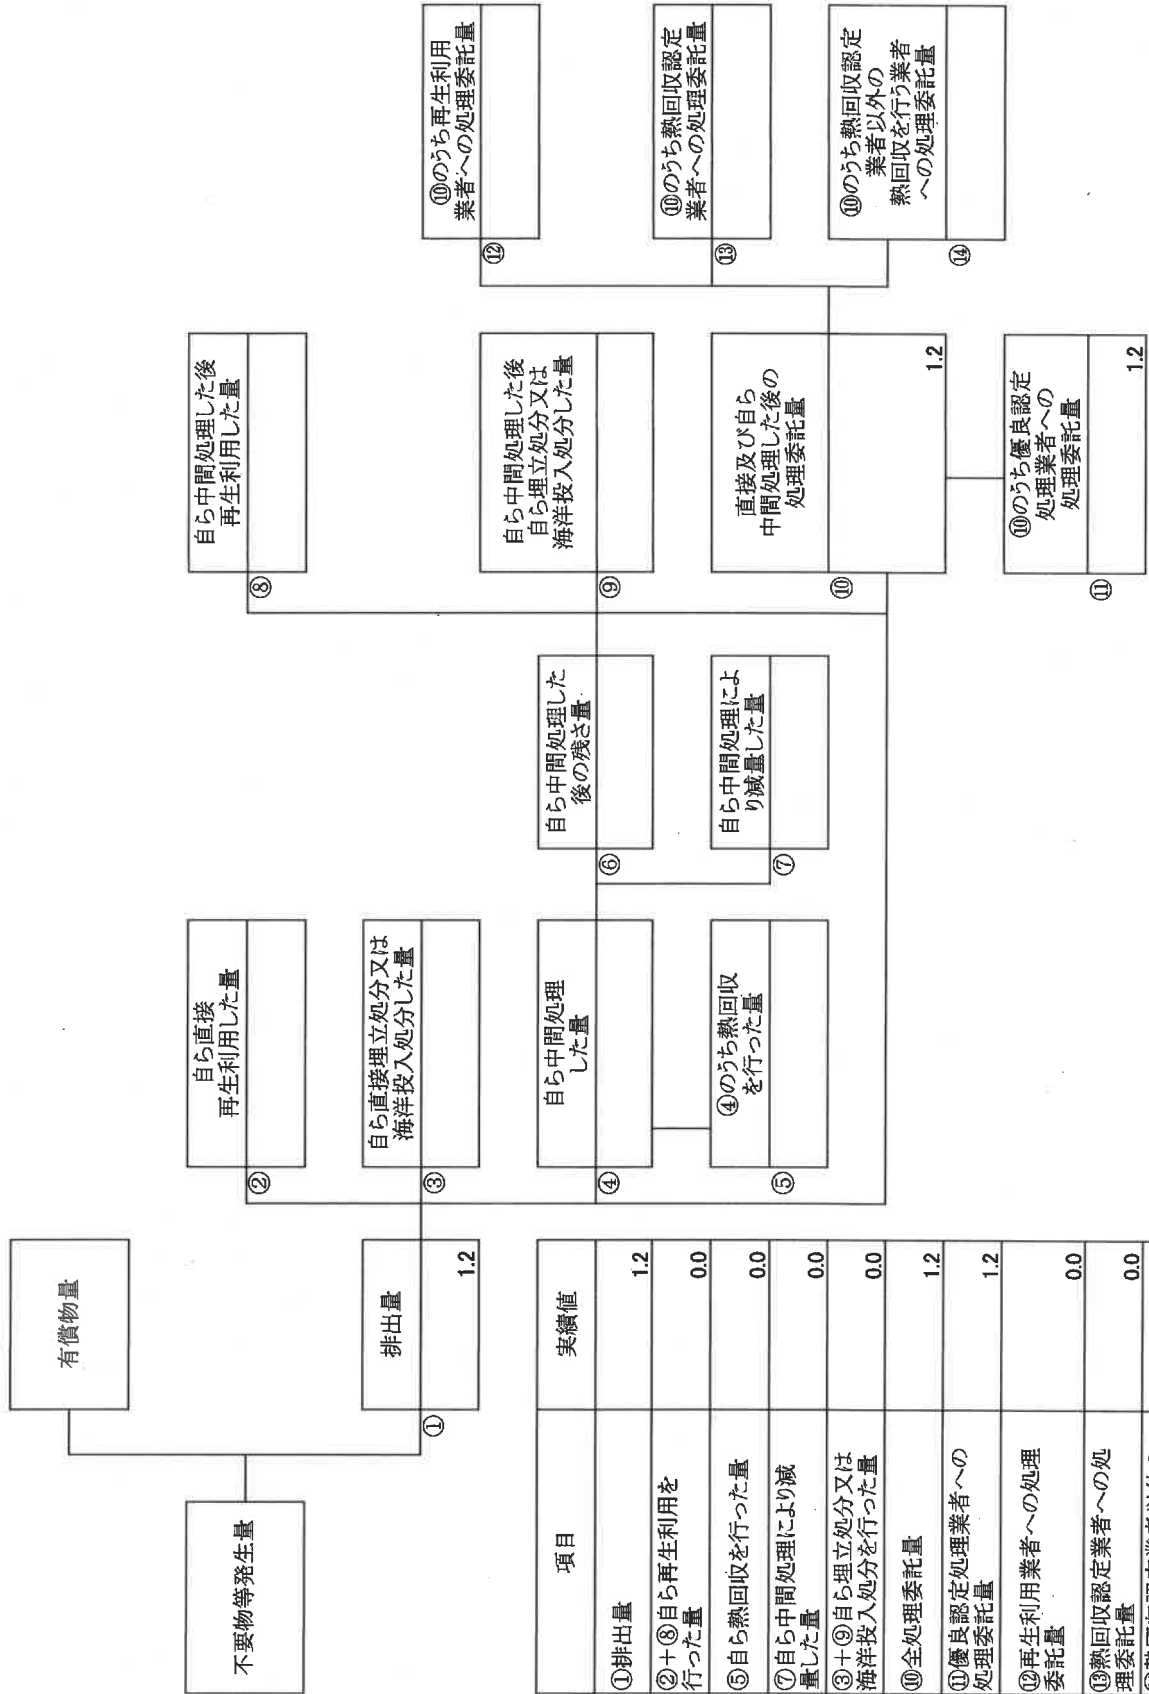 不要物等発生量
有償物量
①
排出量
1.2
②
自ら直接
再生利用した量
③
自ら直接埋立処分又は
海洋投入処分した量
④
自ら中間処理
した量
⑤
④のうち熱回収
を行った量
⑥
自ら中間処理した
後の残さ量
⑦
自ら中間処理によ
り減量した量
⑧
自ら中間処理した後
再生利用した量
⑨
自ら中間処理した後
自ら埋立処分又は
海洋投入処分した量
⑩
直接及び自ら
中間処理した後の
処理委託量
1.2
⑪
⑩のうち優良認定
処理業者への
処理委託量
1.2
⑫
⑩のうち再生利用
業者への処理委託量
⑬
⑩のうち熱回収認定
業者への処理委託量
⑭
⑩のうち熱回収認定
業者以外の
熱回収を行う業者
への処理委託量
項目
実績値
①排出量
1.2
②+⑧自ら再生利用を
行った量
0.0
⑤自ら熱回収を行った量
0.0
⑦自ら中間処理により減
量した量
0.0
③+⑨自ら埋立処分又は
海洋投入処分を行った量
0.0
⑩全処理委託量
1.2
⑪優良認定処理業者への
処理委託量
1.2
⑫再生利用業者への処理
委託量
0.0
⑬熱回収認定業者への処
理委託量
0.0